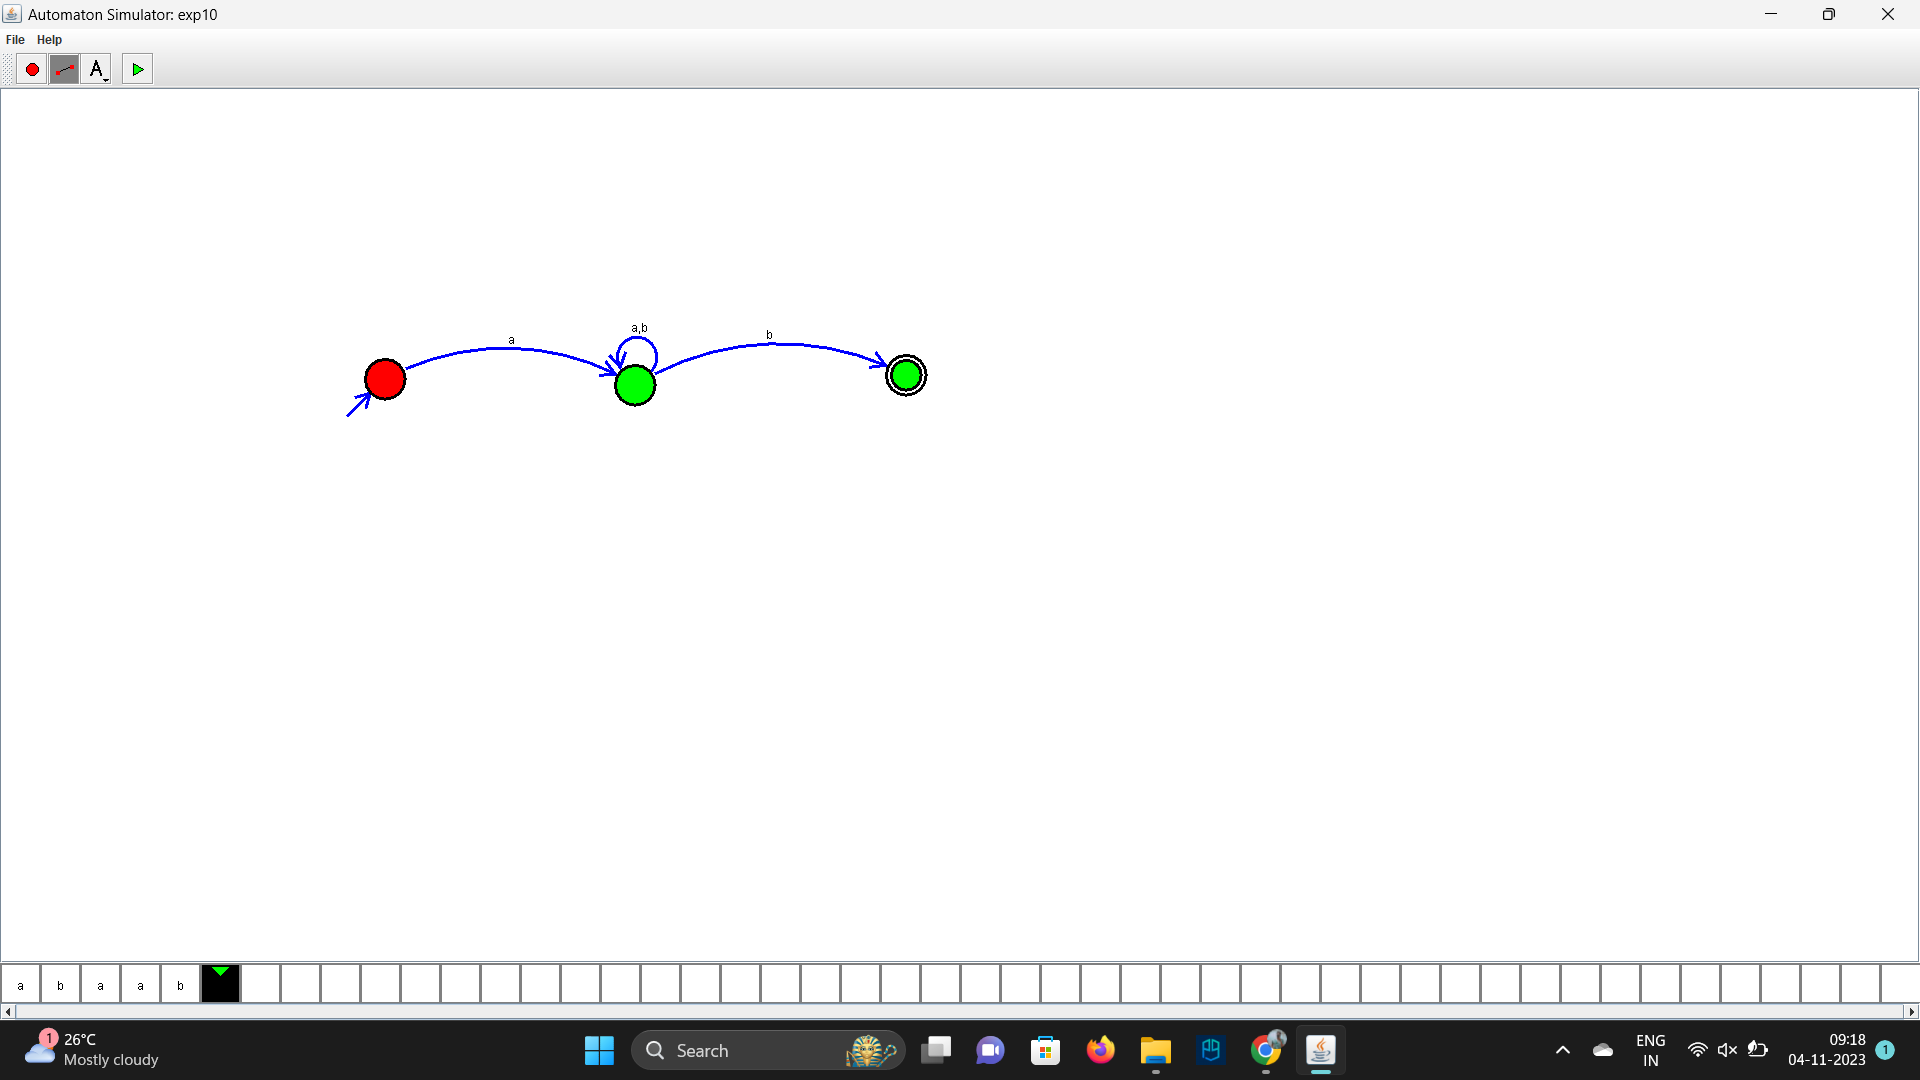 Automaton Simulator: exp10
File Help
A
a,b
a
b
a b a a b
1
26°C
Mostly cloudy
Search
ENG
IN
09:18
04-11-2023
1